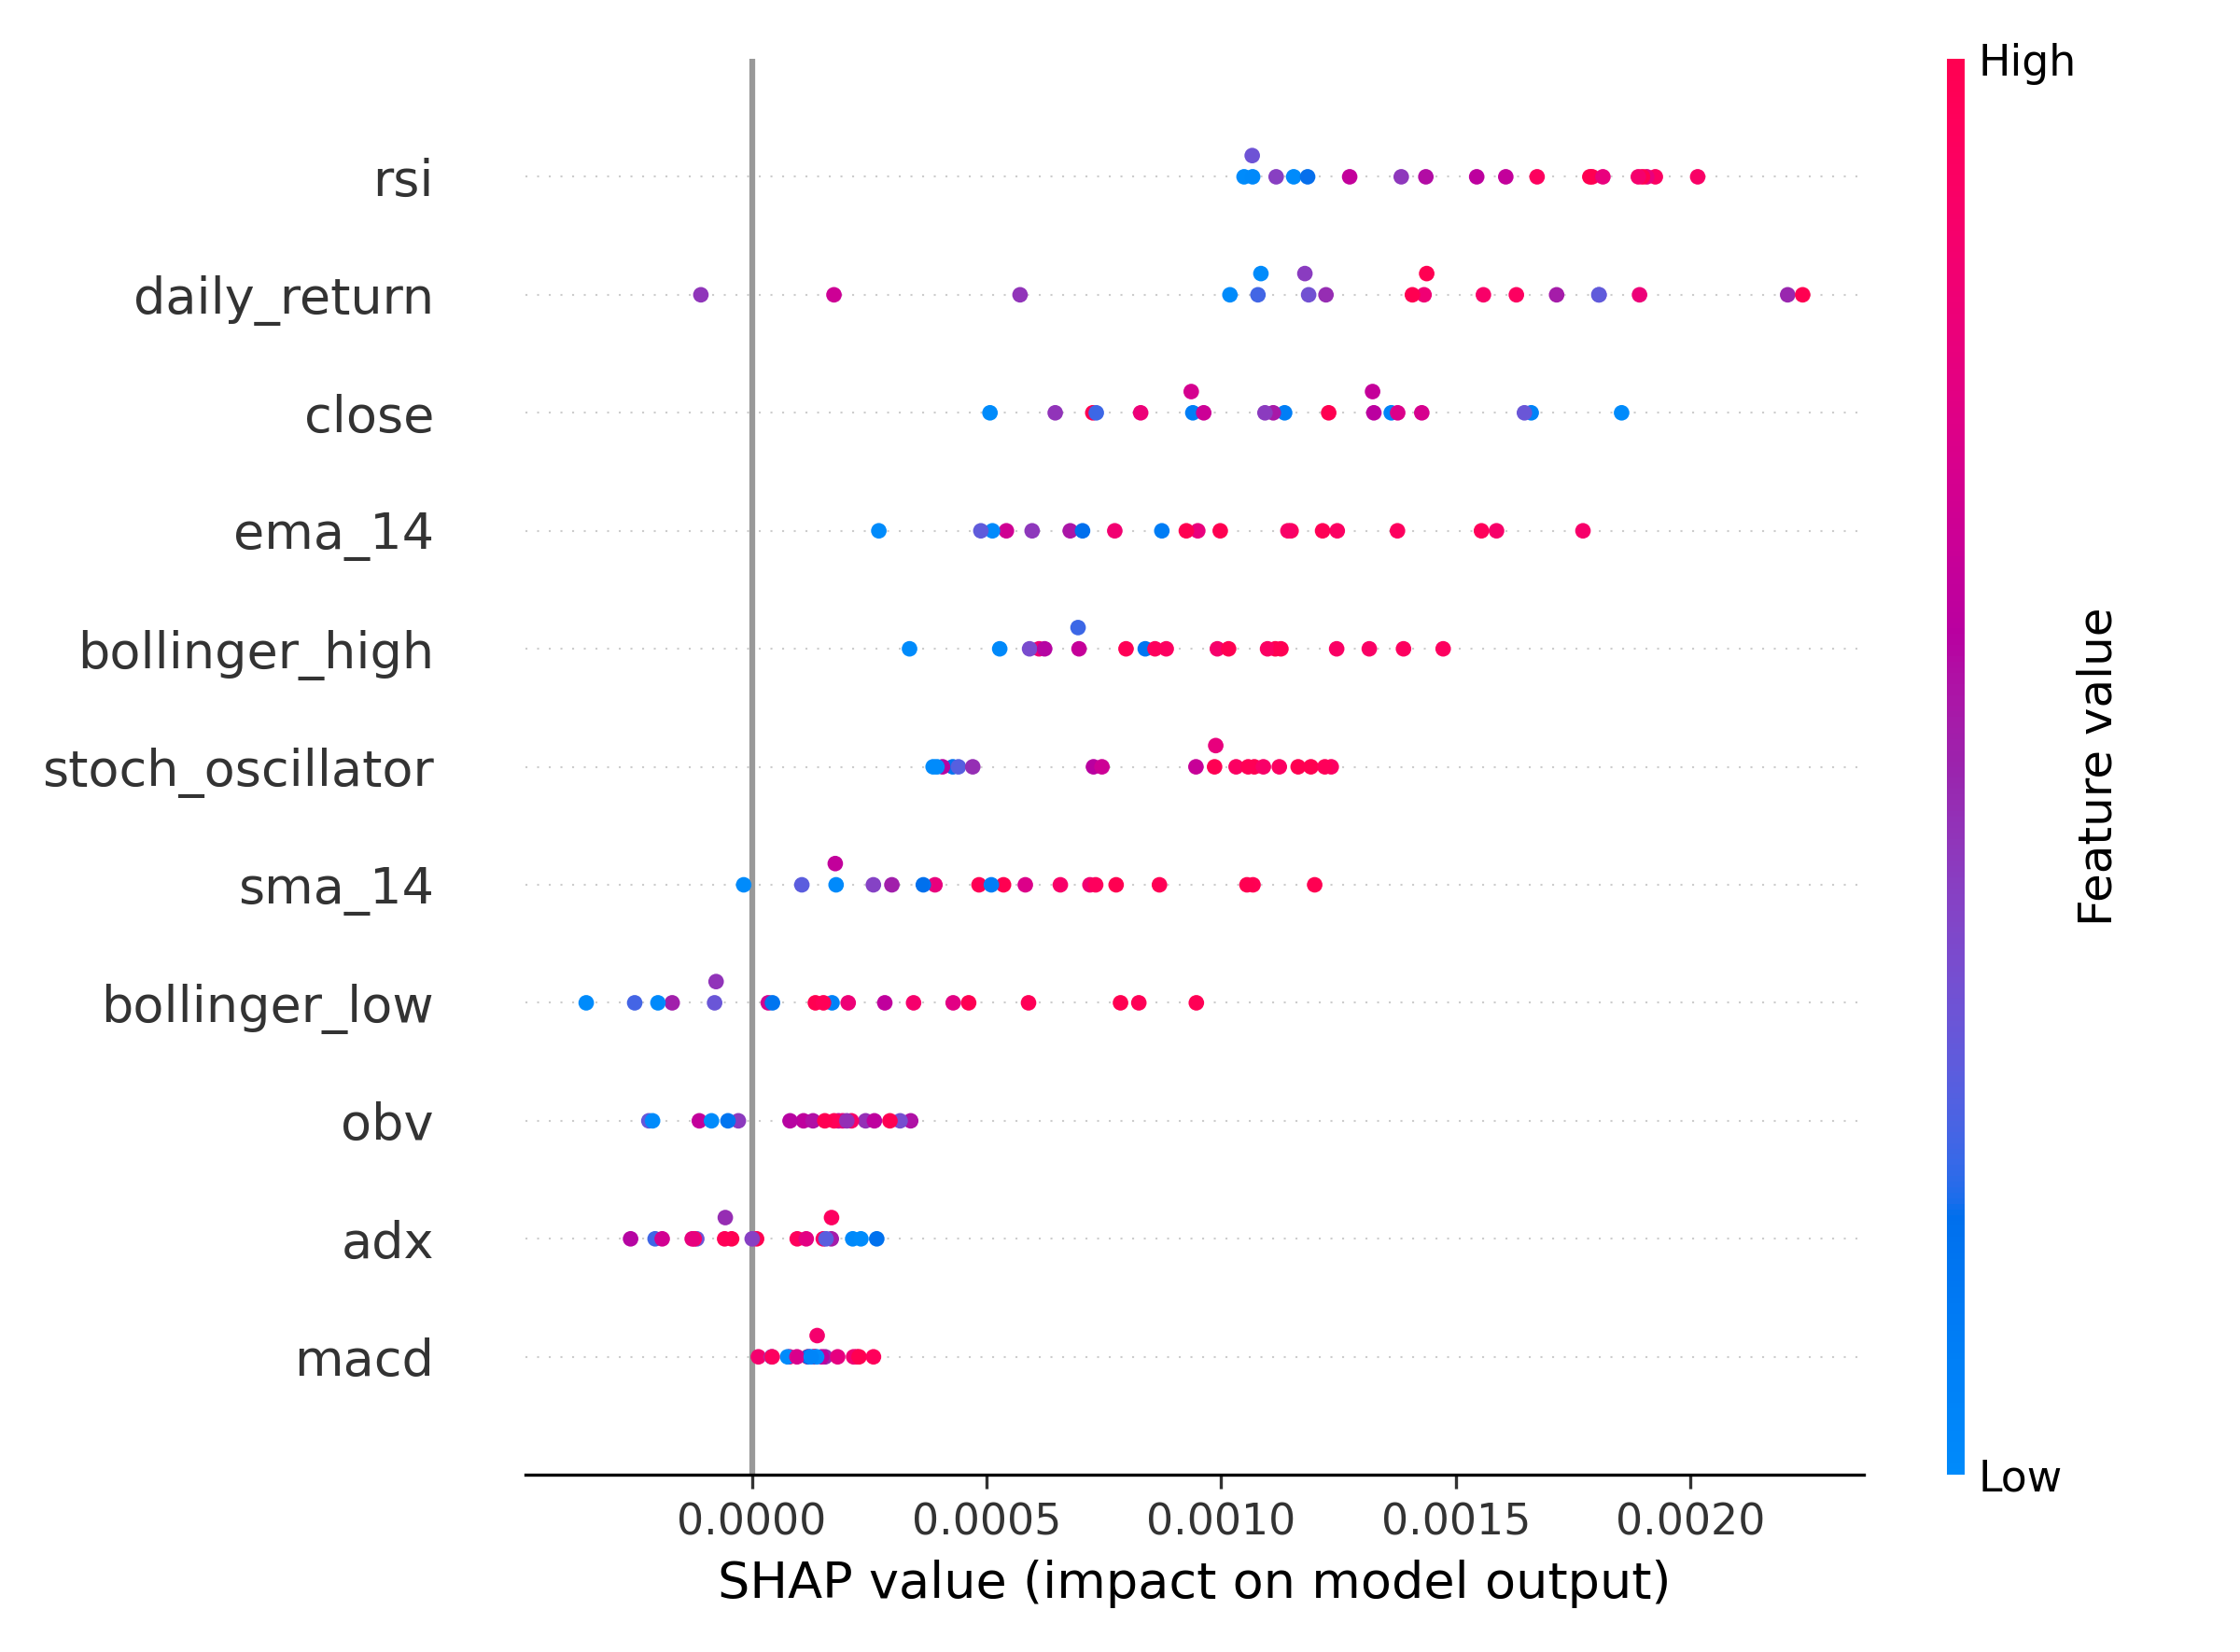 High
rsi
daily_return
close
ema_14
bollinger_high
stoch_oscillator
sma_14
bollinger_low
obv
adx
macd
Feature value
Low
0.0000 0.0005 0.0010 0.0015 0.0020
SHAP value (impact on model output)